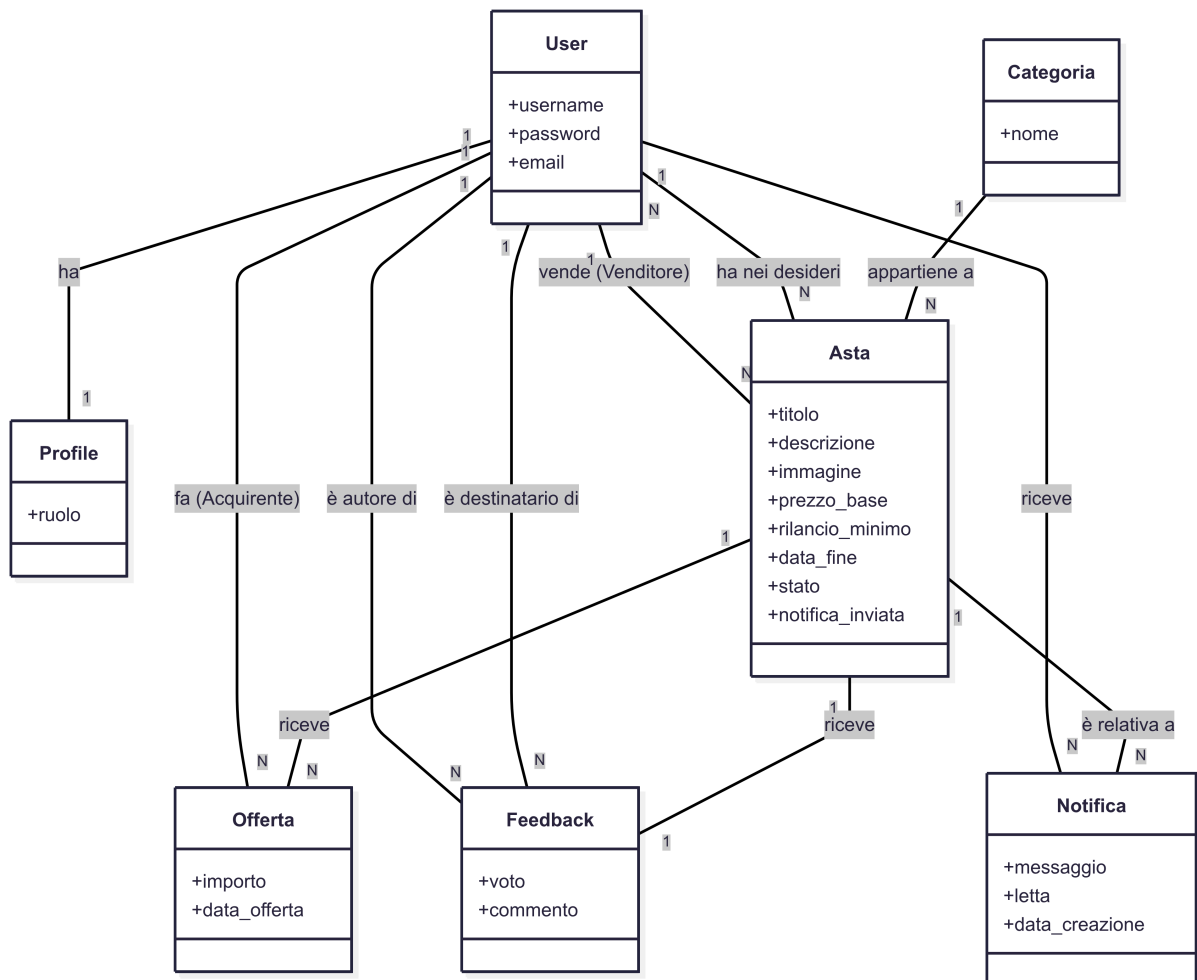 User
+username
+password
+email
Categoria
+nome
1
1
1
1
N
1
1
1
ha
vende (Venditore)
ha nei desideri
appartiene a
N
N
N
1
Asta
+titolo
+descrizione
+immagine
+prezzo_base
+rilancio_minimo
+data_fine
+stato
+notifica_inviata
Profile
+ruolo
fa (Acquirente)
è autore di
è destinatario di
riceve
1
1
1
riceve
riceve
è relativa a
N
N
N
N
N
N
1
Offerta
+importo
+data_offerta
Feedback
+voto
+commento
Notifica
+messaggio
+letta
+data_creazione